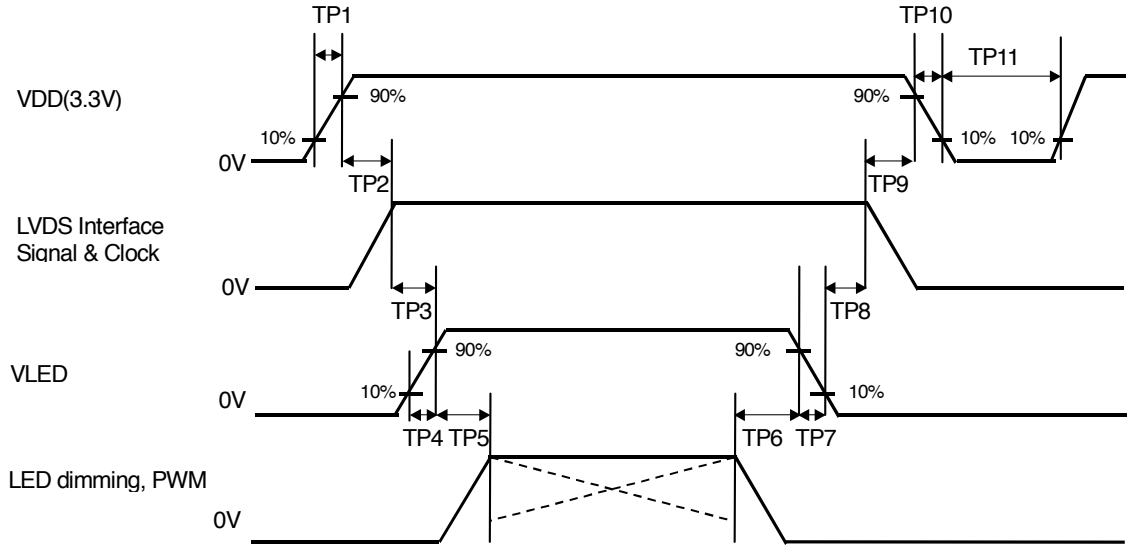 TP1
TP10
TP11
VDD(3.3V)
90%
90%
10%
10%
10%
0V
TP2
TP9
LVDS Interface
Signal & Clock
0V
TP3
TP8
VLED
90%
90%
10%
10%
0V
TP4
TP5
TP6
TP7
LED dimming, PWM
0V